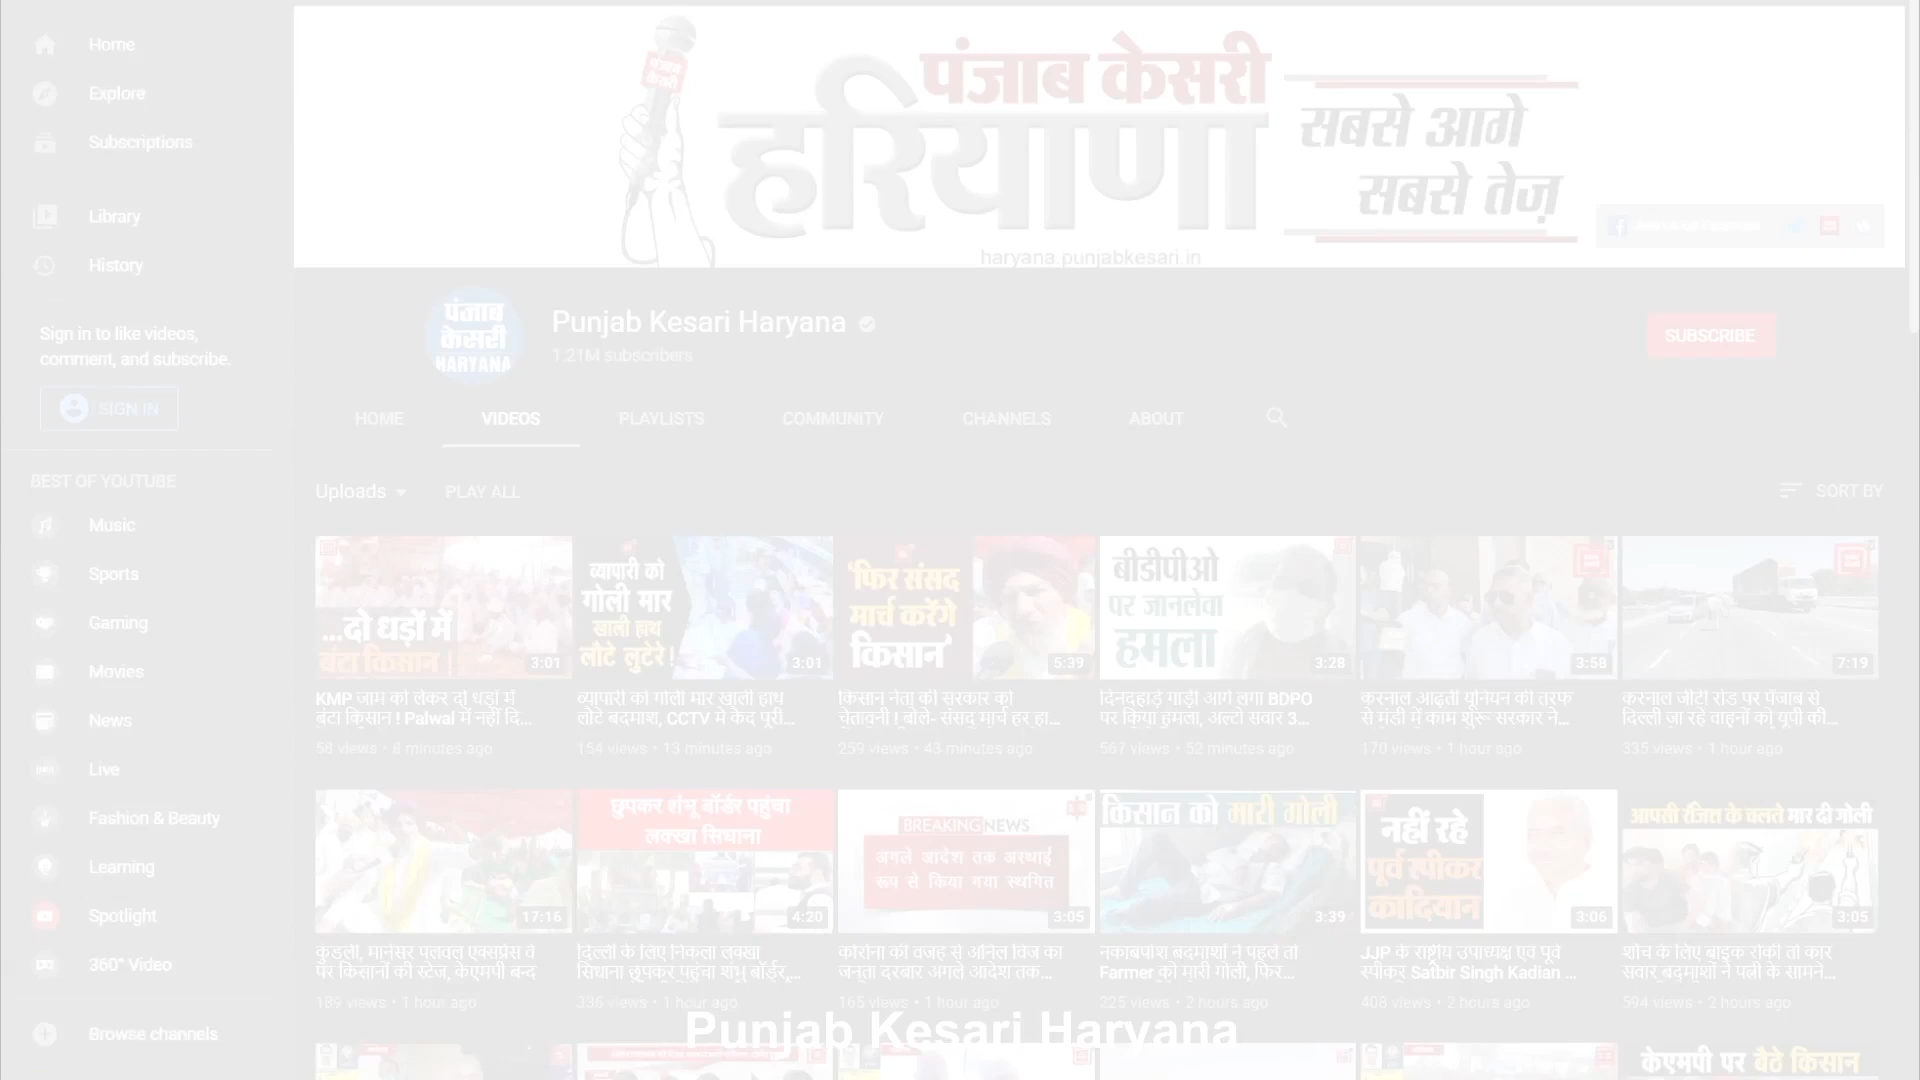 Home
Explore
Subscriptions
Library
History
Sign in to like videos,
comment, and subscribe.
SIGN IN
BEST OF YOUTUBE
Music
Sports
Gaming
Movies
News
Live
Fashion & Beauty
Learning
Spotlight
360° Video
Browse channels
पंजाब केसरी
हरियाणा
सबसे आगे
सबसे तेज़
haryana.punjabkesari.in
पंजाब
केसरी
HARYANA
Punjab Kesari Haryana
1.21M subscribers
SUBSCRIBE
HOME VIDEOS PLAYLISTS COMMUNITY CHANNELS ABOUT
Uploads PLAY ALL SORT BY
...दो धड़ों में
बंटा किसान !
3:01
KMP जाम को लेकर दो धड़ों में
बंटा किसान ! Palwal में नहीं दि...
58 views • 8 minutes ago
व्यापारी को
गोली मार
खाली हाथ
लौटे लुटेरे !
3:01
व्यापारी को गोली मार खाली हाथ
लौटे बदमाश, CCTV में कैद पूरी...
154 views • 13 minutes ago
'फिर संसद
मार्च करेंगे
किसान'
5:39
किसान नेता की सरकार को
चेतावनी ! बोले- संसद मार्च हर हा...
259 views • 43 minutes ago
बीडीपीओ
पर जानलेवा
हमला
3:28
दिनदहाड़े गाड़ी आगे लगा BDPO
पर किया हमला, अल्टो सवार 3...
567 views • 52 minutes ago
3:58
करनाल आढ़ती यूनियन की तरफ
से मंडी में काम शुरू सरकार ने...
170 views • 1 hour ago
7:19
करनाल जीटी रोड पर पंजाब से
दिल्ली जा रहे वाहनों को यूपी की...
335 views • 1 hour ago
17:16
कुंडली, मानेसर पलवल एक्सप्रेस वे
पर किसानों की स्टेज, केएमपी बन्द
189 views • 1 hour ago
छुपकर शंभू बॉर्डर पहुंचा
लक्खा सिधाना
4:20
दिल्ली के लिए निकला लक्खा
सिधाना छुपकर पहुंचा शंभू बॉर्डर,...
336 views • 1 hour ago
BREAKING NEWS
अगले आदेश तक अस्थाई
रूप से किया गया स्थगित
3:05
कोरोना की वजह से अनिल विज का
जनता दरबार अगले आदेश तक...
165 views • 1 hour ago
किसान को मारी गोली
3:39
नकाबपोश बदमाशों ने पहले तो
Farmer को मारी गोली, फिर...
225 views • 2 hours ago
नहीं रहे
पूर्व स्पीकर
कादियान
3:06
JJP के राष्ट्रीय उपाध्यक्ष एवं पूर्व
स्पीकर Satbir Singh Kadian ...
408 views • 2 hours ago
आपसी रंजिश के चलते मार दी गोली
3:05
शौच के लिए बाइक रोकी तो कार
सवार बदमाशों ने पत्नी के सामने...
594 views • 2 hours ago
Punjab Kesari Haryana
केएमपी पर बैठे किसान